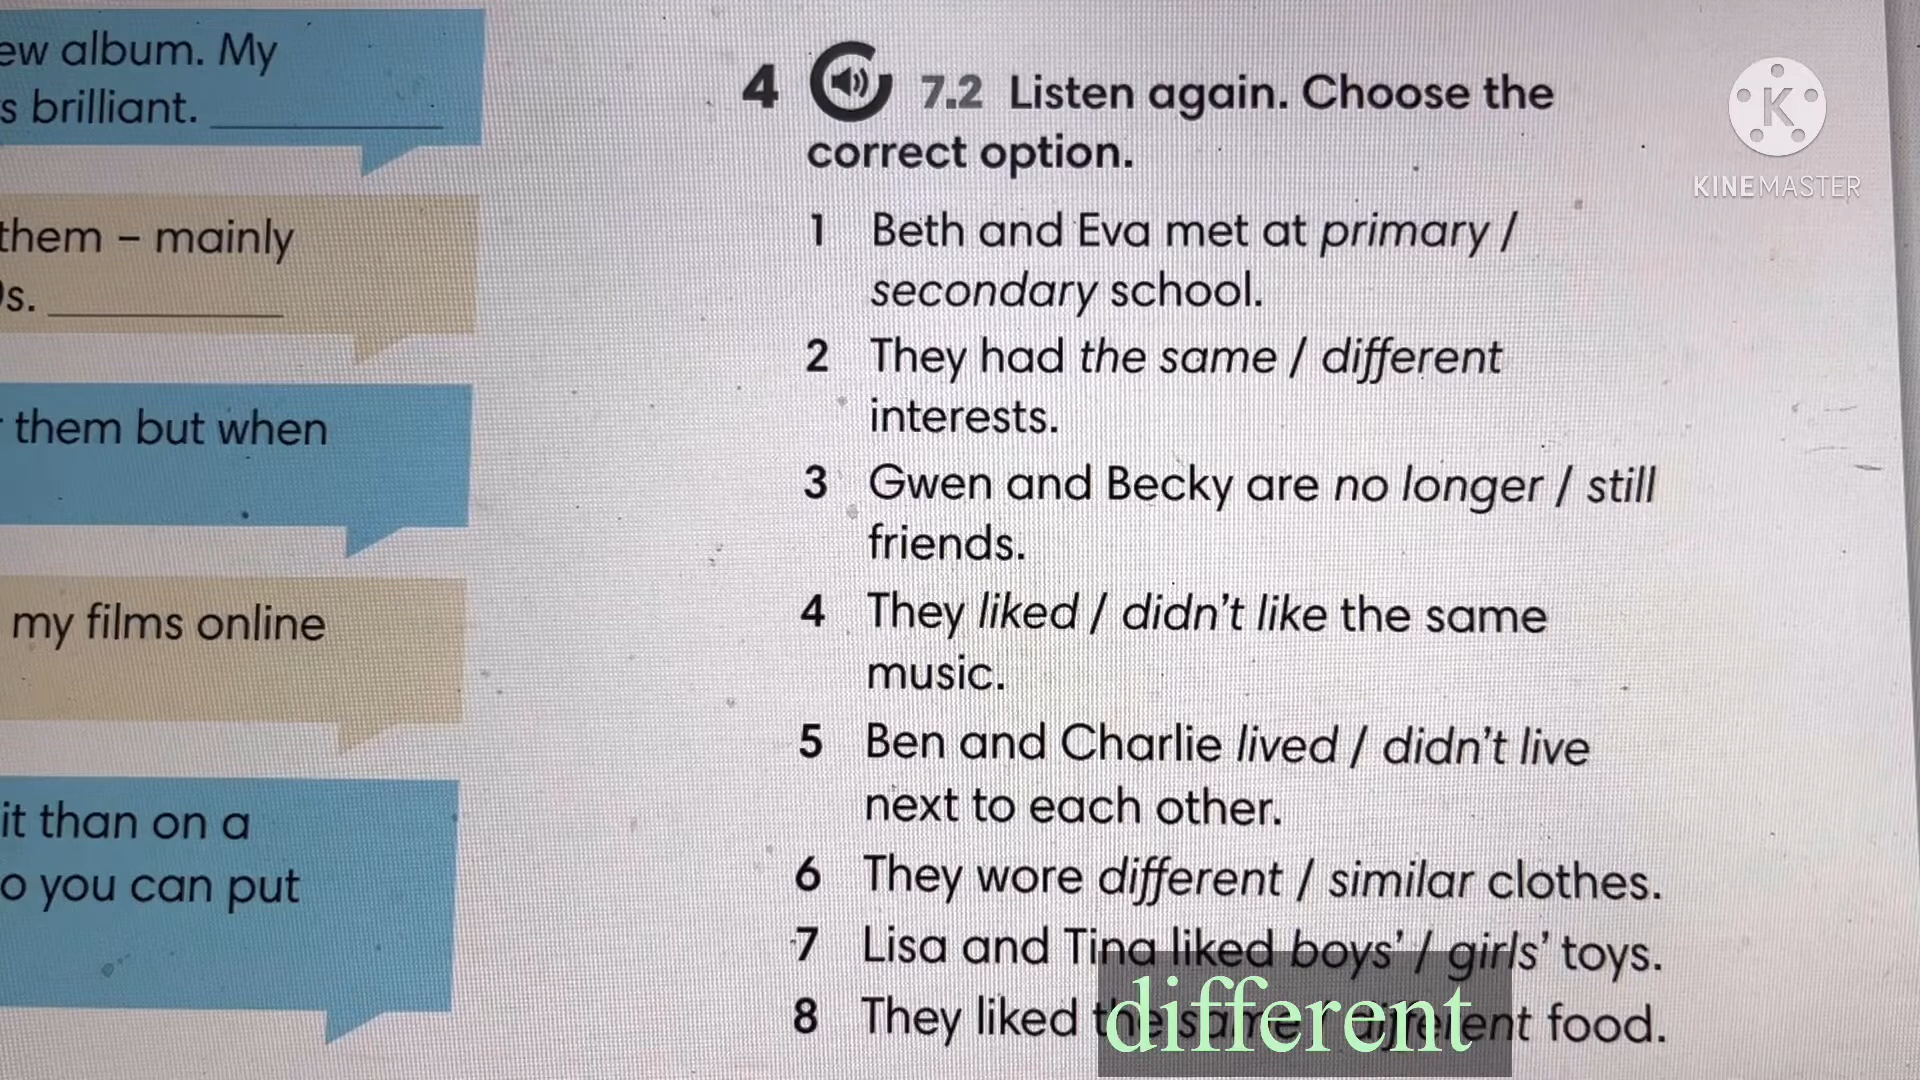 ew album. My
s brilliant.
them – mainly
s.
them but when
my films online
it than on a
o you can put
4 7.2 Listen again. Choose the
correct option.
1 Beth and Eva met at primary /
secondary school.
2 They had the same / different
interests.
3 Gwen and Becky are no longer / still
friends.
4 They liked / didn't like the same
music.
5 Ben and Charlie lived / didn't live
next to each other.
6 They wore different / similar clothes.
7 Lisa and Tina liked boys' / girls' toys.
8 They liked the same / different food.
different
K
KINEMASTER